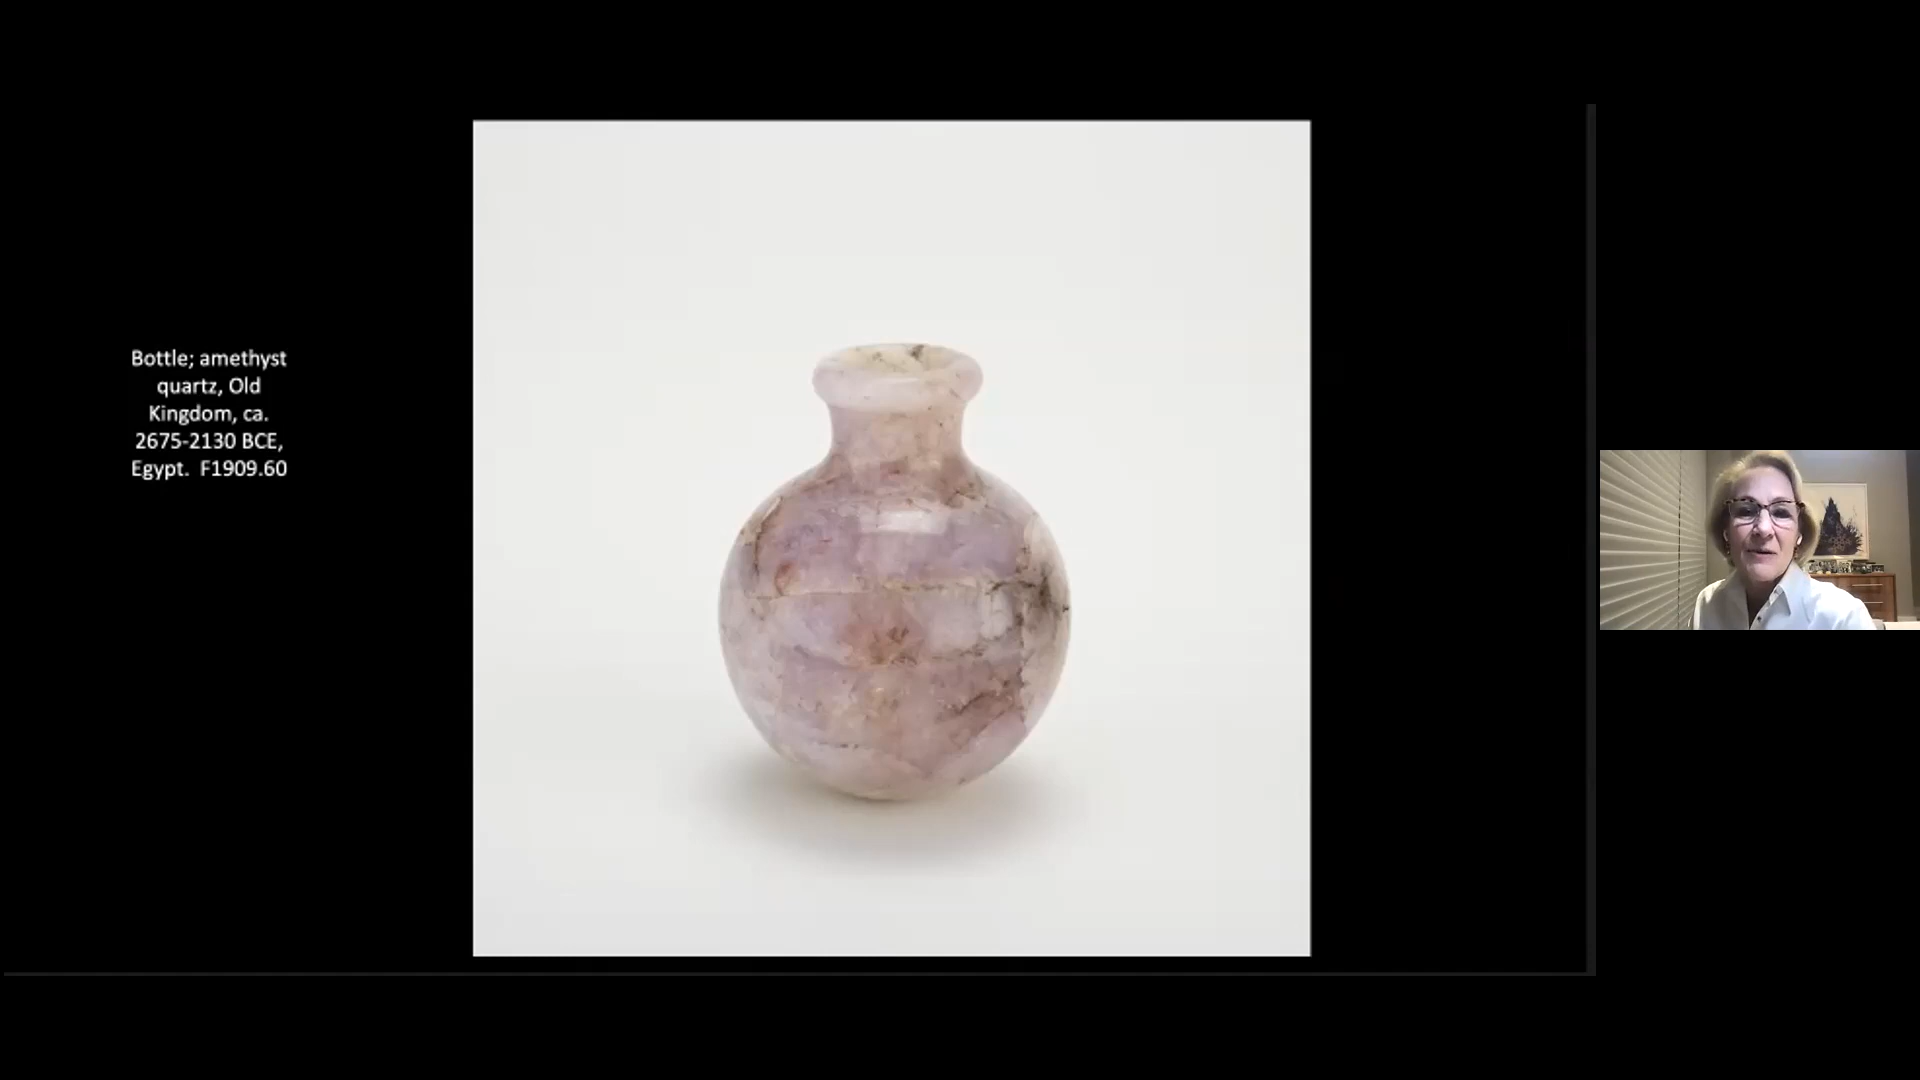 Bottle; amethyst
quartz, Old
Kingdom, ca.
2675-2130 BCE,
Egypt.  F1909.60